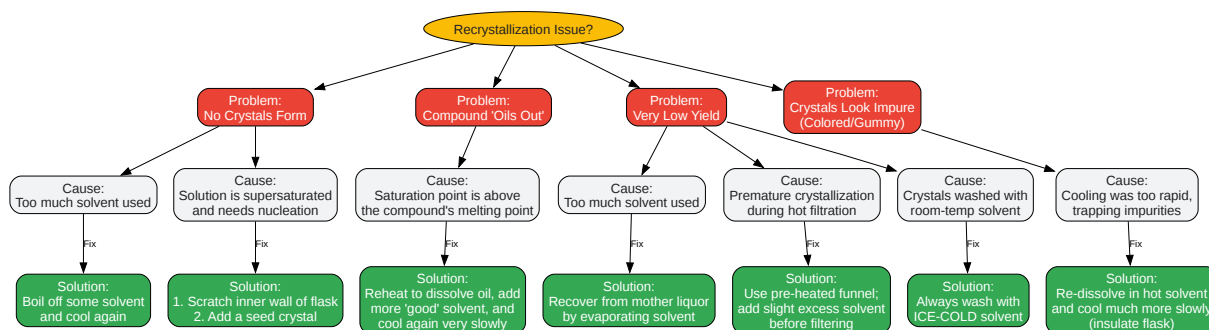 Recrystallization Issue?
Problem:
No Crystals Form
Problem:
Compound 'Oils Out'
Problem:
Very Low Yield
Problem:
Crystals Look Impure
(Colored/Gummy)
Cause:
Too much solvent used
Cause:
Solution is supersaturated
and needs nucleation
Cause:
Saturation point is above
the compound's melting point
Cause:
Too much solvent used
Cause:
Premature crystallization
during hot filtration
Cause:
Crystals washed with
room-temp solvent
Cause:
Cooling was too rapid,
trapping impurities
Fix
Fix
Fix
Fix
Fix
Fix
Fix
Solution:
Boil off some solvent
and cool again
Solution:
1. Scratch inner wall of flask
2. Add a seed crystal
Solution:
Reheat to dissolve oil, add
more 'good' solvent, and
cool again very slowly
Solution:
Recover from mother liquor
by evaporating solvent
Solution:
Use pre-heated funnel;
add slight excess solvent
before filtering
Solution:
Always wash with
ICE-COLD solvent
Solution:
Re-dissolve in hot solvent
and cool much more slowly
(insulate flask)